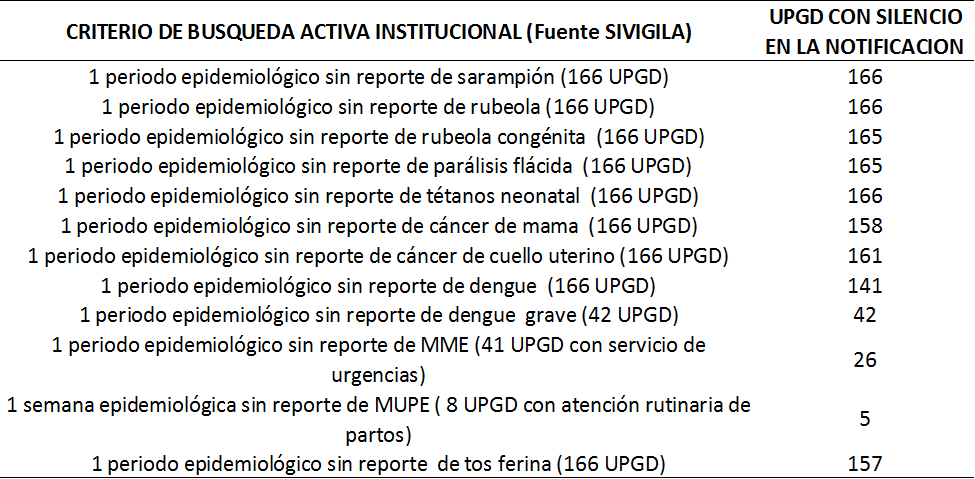 CRITERIO DE BUSQUEDA ACTIVA INSTITUCIONAL (Fuente SIVIGILA)
UPGD CON SILENCIO
EN LA NOTIFICACION
1 periodo epidemiológico sin reporte de sarampión (166 UPGD) 166
1 periodo epidemiológico sin reporte de rubeola (166 UPGD) 166
1 periodo epidemiológico sin reporte de rubeola congénita (166 UPGD) 165
1 periodo epidemiológico sin reporte de parálisis flácida (166 UPGD) 165
1 periodo epidemiológico sin reporte de tétanos neonatal (166 UPGD) 166
1 periodo epidemiológico sin reporte de cáncer de mama (166 UPGD) 158
1 periodo epidemiológico sin reporte de cáncer de cuello uterino (166 UPGD) 161
1 periodo epidemiológico sin reporte de dengue (166 UPGD) 141
1 periodo epidemiológico sin reporte de dengue grave (42 UPGD) 42
1 periodo epidemiológico sin reporte de MME (41 UPGD con servicio de
urgencias) 26
1 semana epidemiológica sin reporte de MUPE ( 8 UPGD con atención rutinaria de
partos) 5
1 periodo epidemiológico sin reporte de tos ferina (166 UPGD) 157